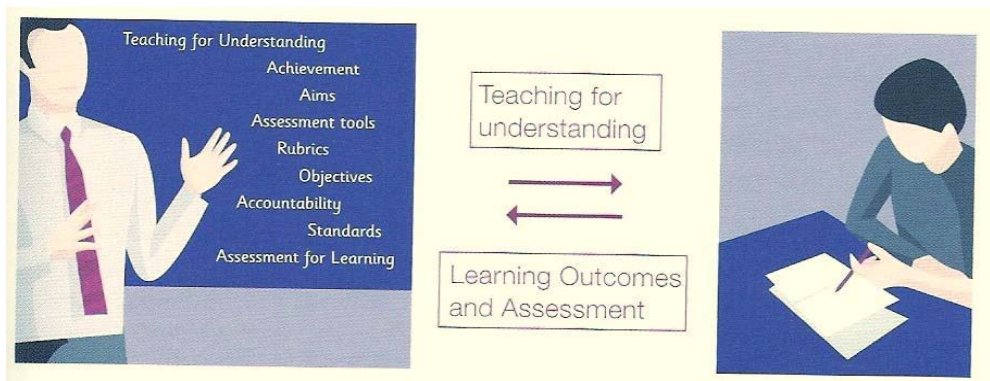 Teaching for Understanding
Achievement
Aims
Assessment tools
Rubrics
Objectives
Accountability
Standards
Assessment for Learning
Teaching for
understanding
Learning Outcomes
and Assessment